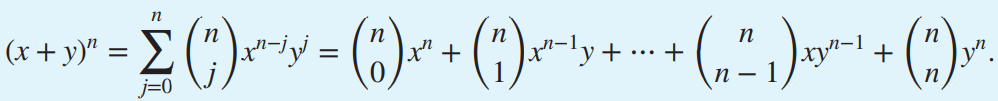 $(x + y)^n = \sum_{j=0}^{n} \binom{n}{j} x^{n-j} y^j = \binom{n}{0} x^n + \binom{n}{1} x^{n-1} y + \cdots + \binom{n}{n-1} x y^{n-1} + \binom{n}{n} y^n.$